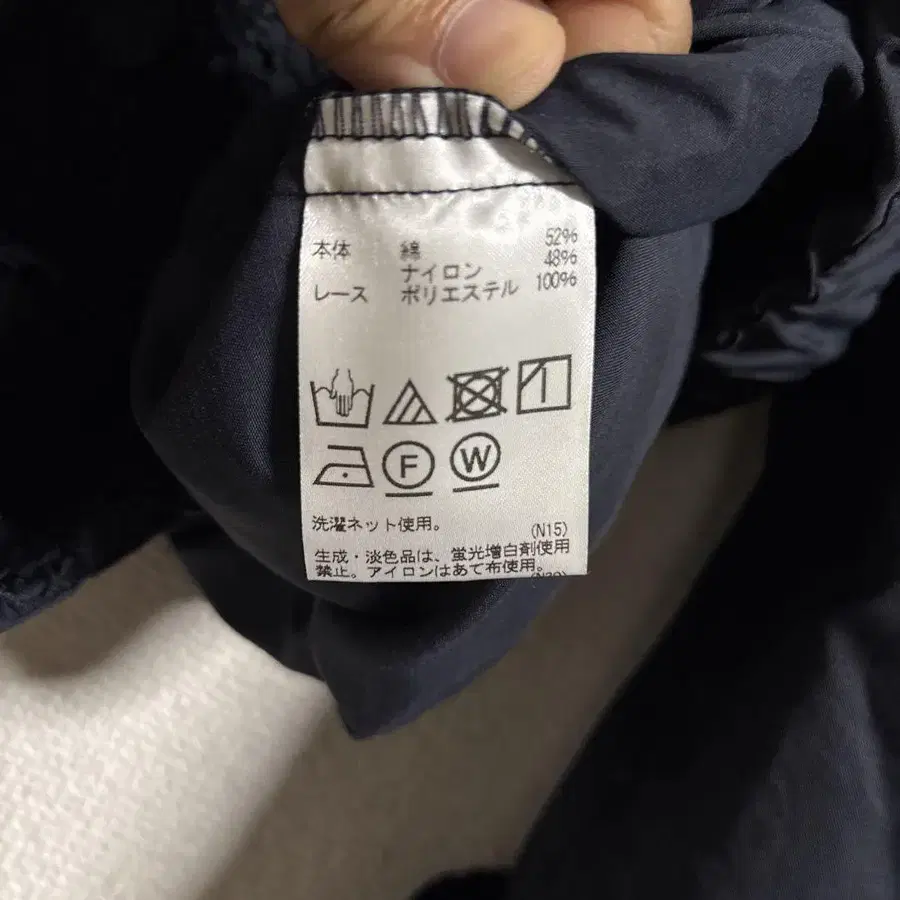 本体 綿 52%
ナイロン 48%
レース ポリエステル 100%
F W
洗濯ネット使用。 (N15)
生成・淡色品は、蛍光増白剤使用
禁止。アイロンはあて布使用。